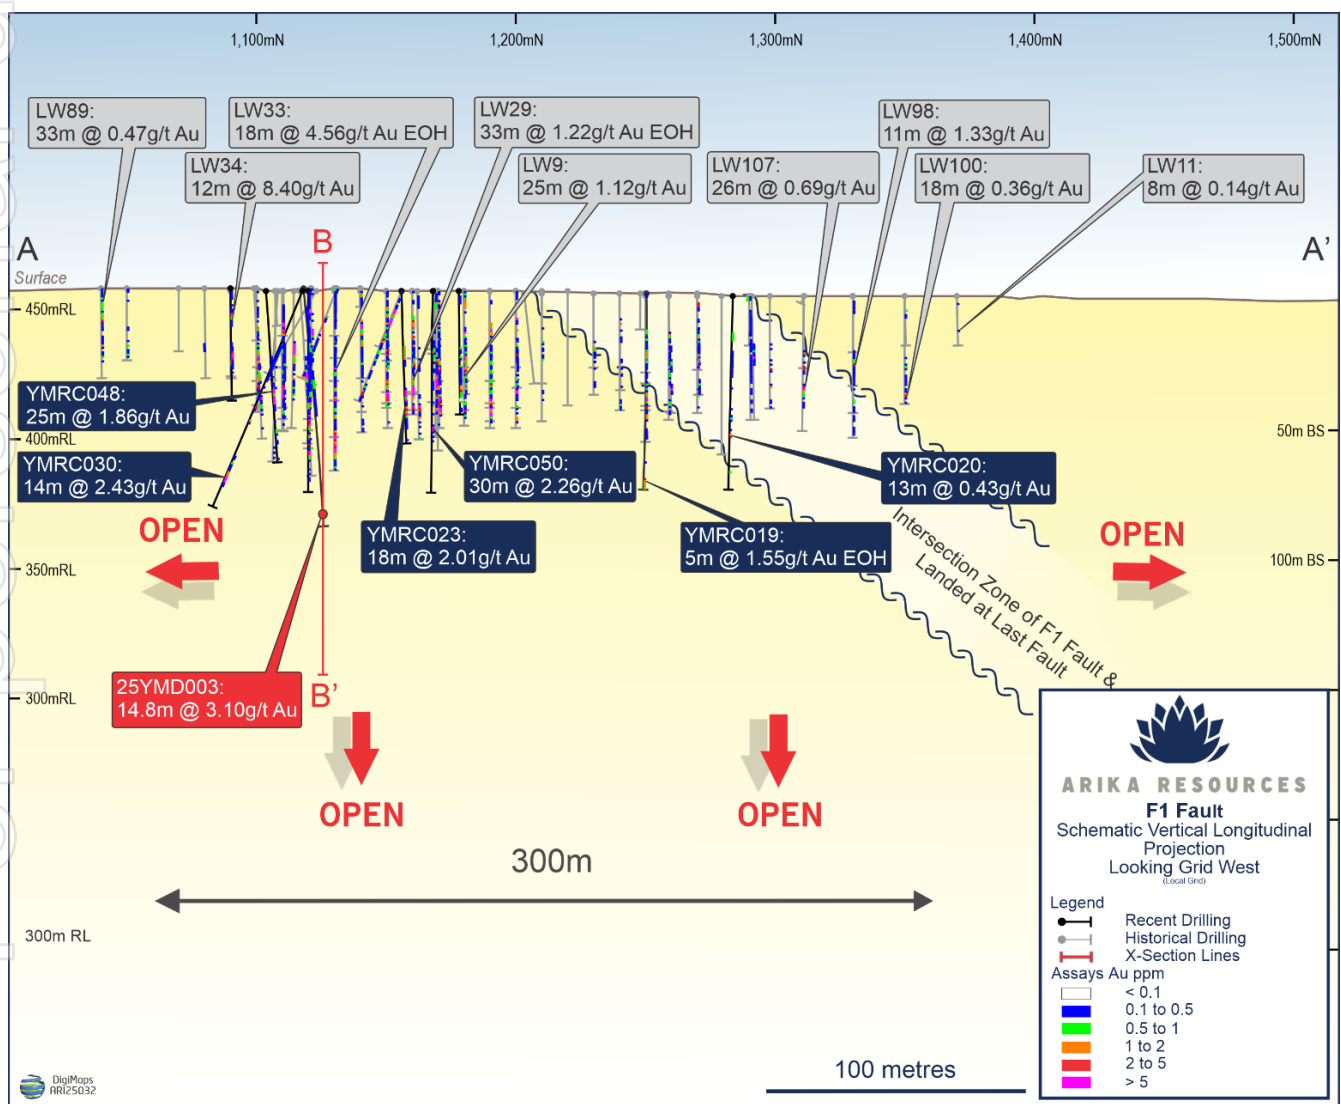 1,100mN
1,200mN
1,300mN
1,400mN
1,500mN
LW89:
33m @ 0.47g/t Au
LW33:
18m @ 4.56g/t Au EOH
LW29:
33m @ 1.22g/t Au EOH
LW98:
11m @ 1.33g/t Au
LW34:
12m @ 8.40g/t Au
LW9:
25m @ 1.12g/t Au
LW107:
26m @ 0.69g/t Au
LW100:
18m @ 0.36g/t Au
LW11:
8m @ 0.14g/t Au
A
B
A'
Surface
450mRL
YMRC048:
25m @ 1.86g/t Au
400mRL
50m BS
YMRC030:
14m @ 2.43g/t Au
YMRC050:
30m @ 2.26g/t Au
YMRC020:
13m @ 0.43g/t Au
OPEN
YMRC023:
18m @ 2.01g/t Au
YMRC019:
5m @ 1.55g/t Au EOH
OPEN
Intersection Zone of F1 Fault &
Landed at Last Fault
350mRL
100m BS
25YMD003:
14.8m @ 3.10g/t Au
B'
300mRL
OPEN
OPEN
300m
300m RL
100 metres
ARIKA RESOURCES
F1 Fault
Schematic Vertical Longitudinal
Projection
Looking Grid West
(Local Grid)
Legend
Recent Drilling
Historical Drilling
X-Section Lines
Assays Au ppm
< 0.1
0.1 to 0.5
0.5 to 1
1 to 2
2 to 5
> 5
DigiMaps
ARI25032